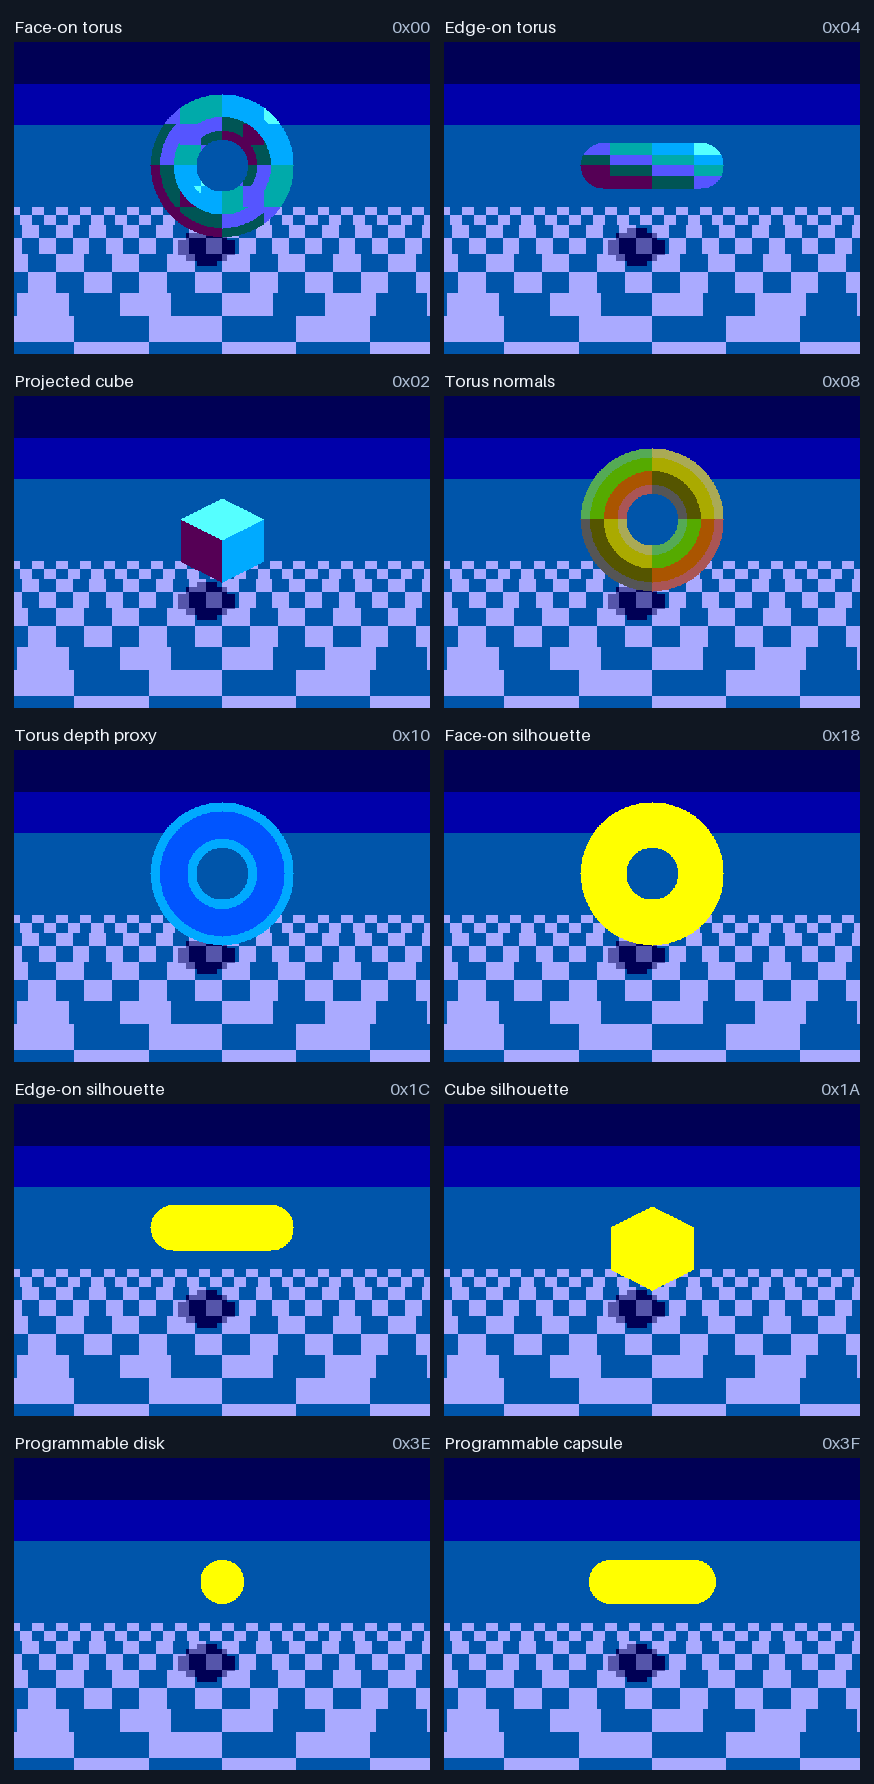 Face-on torus 0x00 Edge-on torus 0x04
Projected cube 0x02 Torus normals 0x08
Torus depth proxy 0x10 Face-on silhouette 0x18
Edge-on silhouette 0x1C Cube silhouette 0x1A
Programmable disk 0x3E Programmable capsule 0x3F